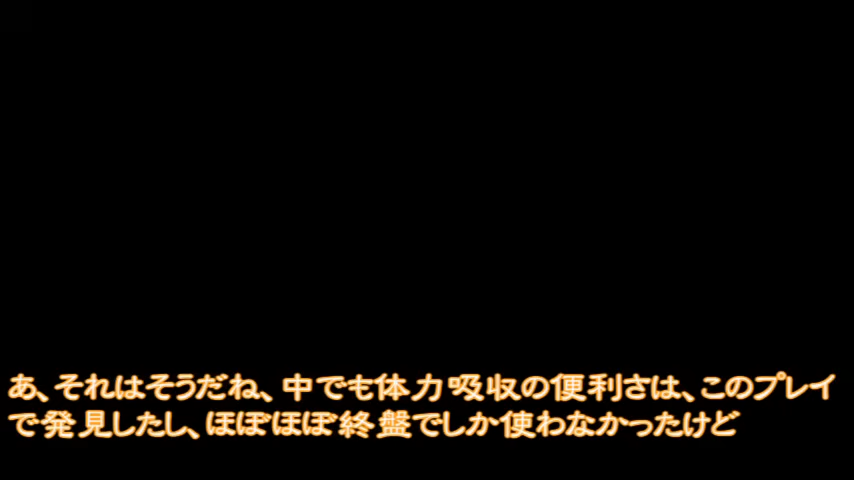 あ、それはそうだね、中でも体力吸収の便利さは、このプレイ
で発見したし、ほぼほぼ終盤でしか使わなかったけど